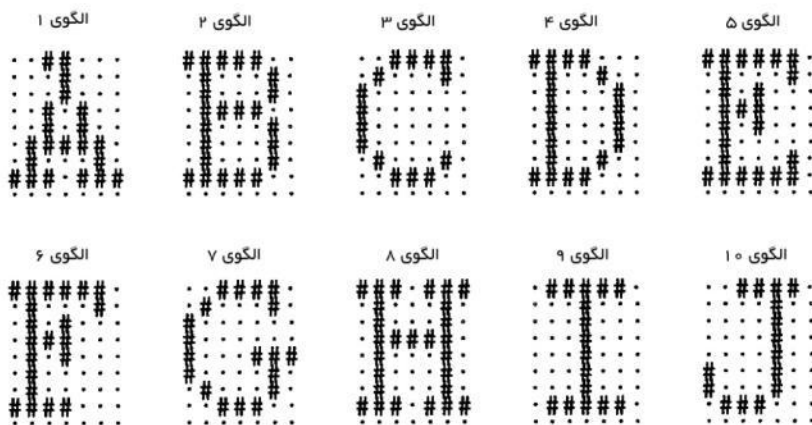 الگوی ۱
الگوی ۲
الگوی ۳
الگوی ۴
الگوی ۵
الگوی ۶
الگوی ۷
الگوی ۸
الگوی ۹
الگوی ۱۰